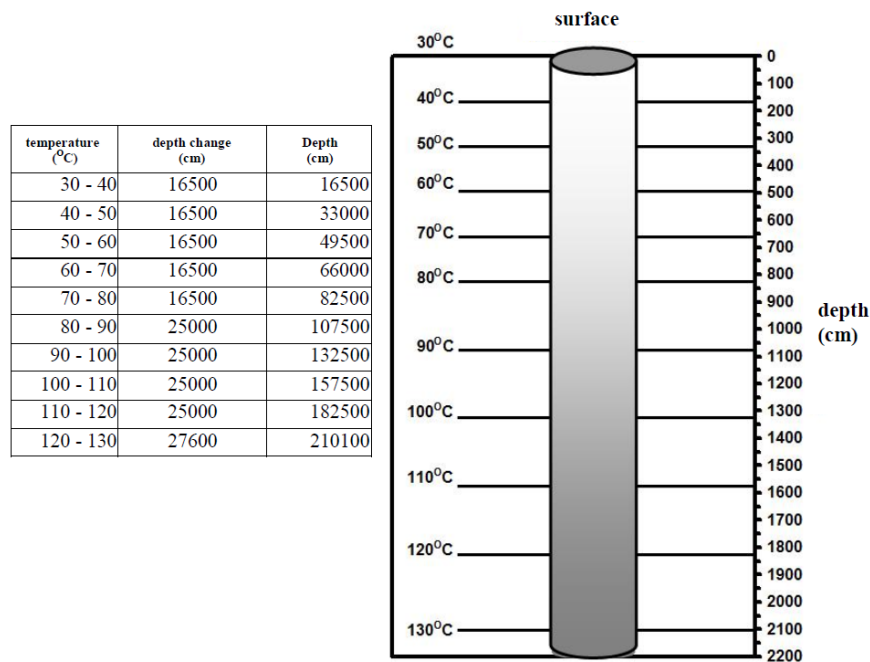 surface
temperature depth change Depth
(°C) (cm) (cm)
30 - 40 16500 16500
40 - 50 16500 33000
50 - 60 16500 49500
60 - 70 16500 66000
70 - 80 16500 82500
80 - 90 25000 107500
90 - 100 25000 132500
100 - 110 25000 157500
110 - 120 25000 182500
120 - 130 27600 210100
30°C
40°C
50°C
60°C
70°C
80°C
90°C
100°C
110°C
120°C
130°C
0
100
200
300
400
500
600
700
800
900
1000
1100
1200
1300
1400
1500
1600
1700
1800
1900
2000
2100
2200
depth
(cm)